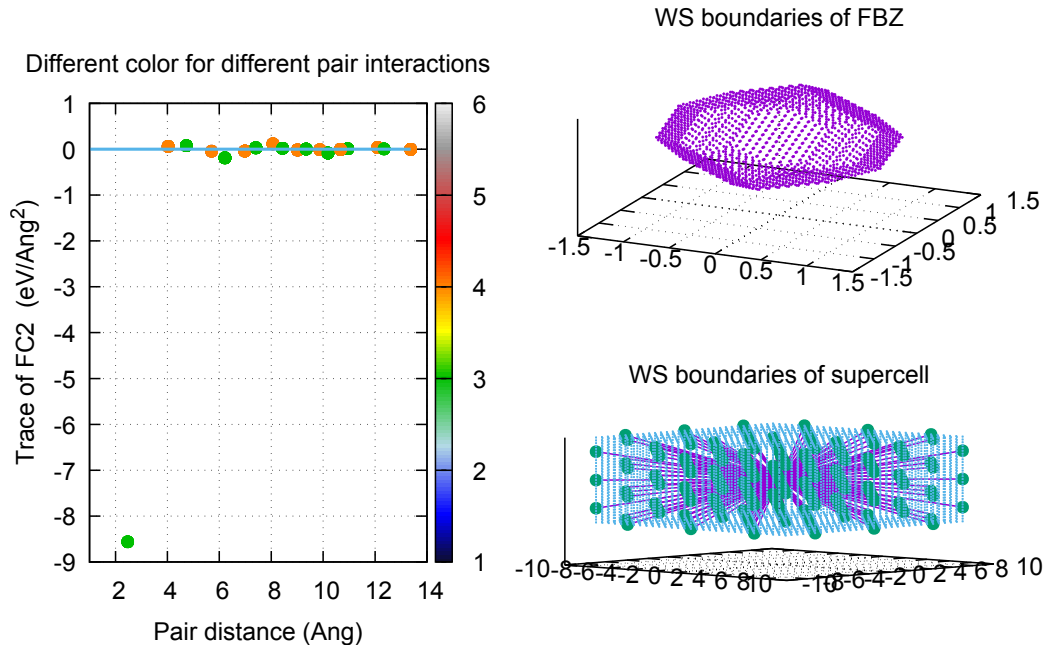 WS boundaries of FBZ
Different color for different pair interactions
1
0
-1
-2
-3
-4
-5
-6
-7
-8
-9
Trace of FC2 (eV/Ang²)
2 4 6 8 10 12 14
Pair distance (Ang)
6
5
4
3
2
1
-1.5 -1 -0.5 0 0.5 1 1.5
-1 -0.5 0 0.5 1 1.5
WS boundaries of supercell
-10 -8 -6 -4 -2 0 2 4 6 8 10
-10 -8 -6 -4 -2 0 2 4 6 8 10